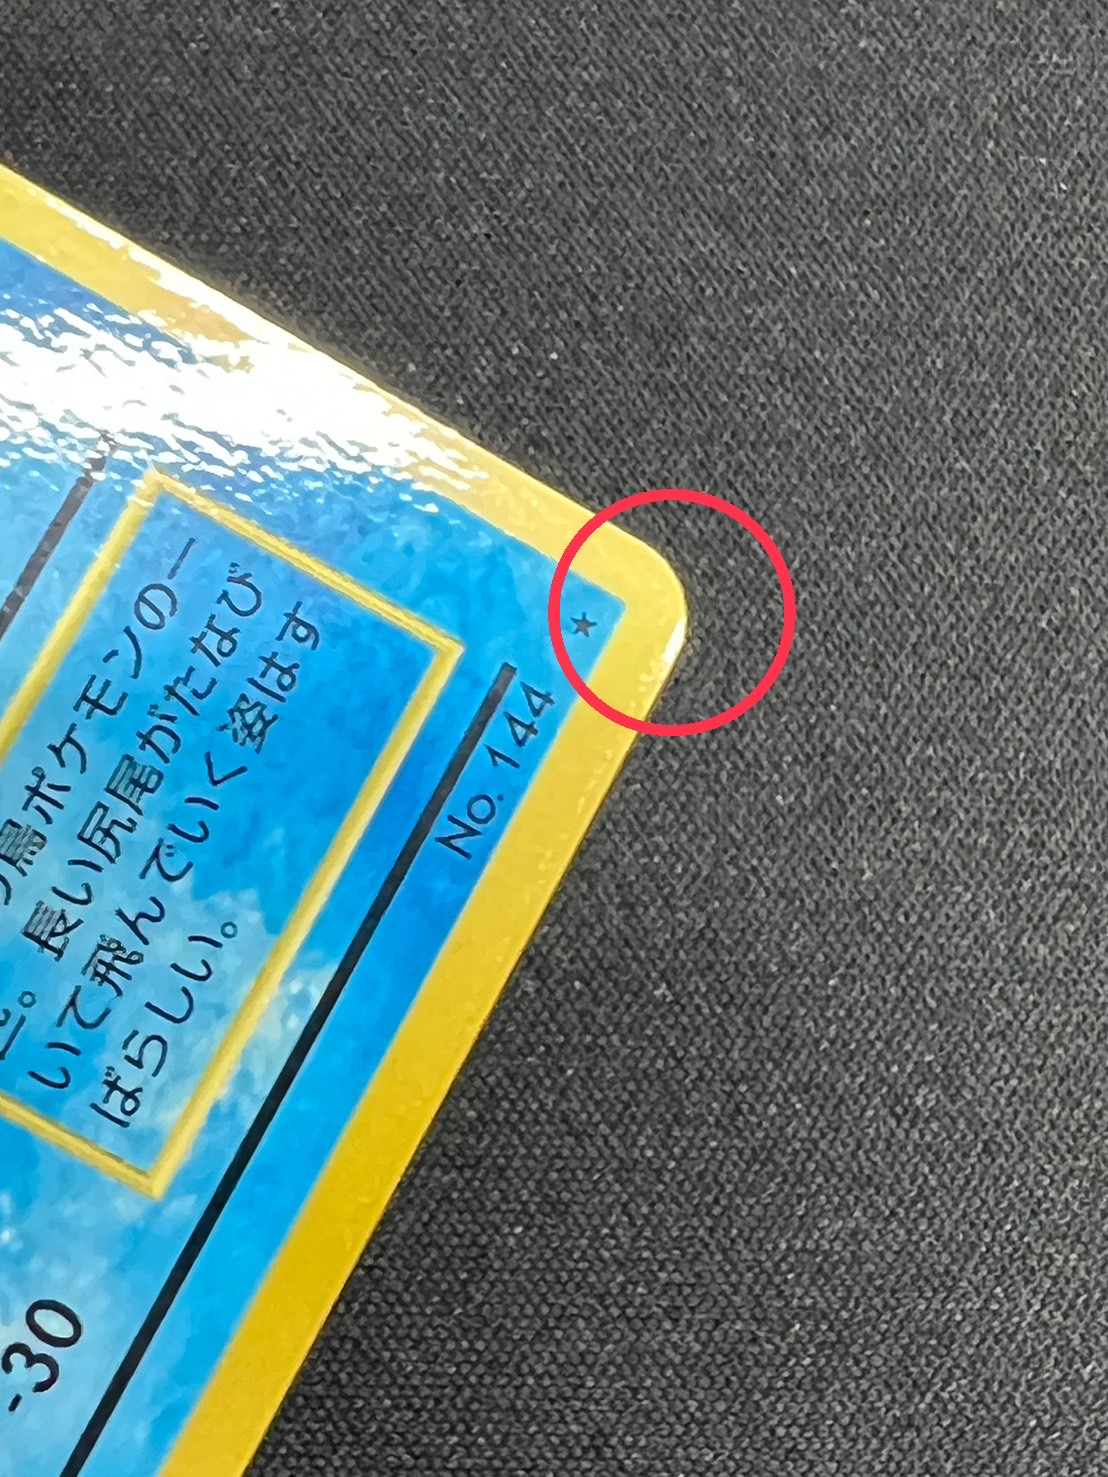 鳥ポケモンの一
長い尻尾がたなび
いて飛んでいく姿はす
ばらしい。
-30
No. 144
★